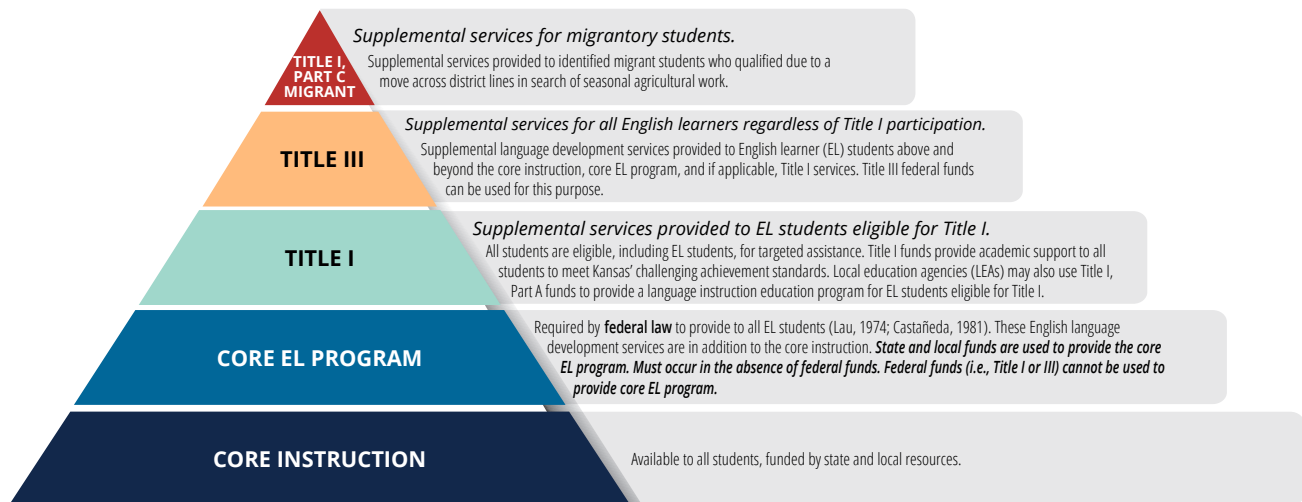 TITLE I,
PART C
MIGRANT
Supplemental services for migrantory students.
Supplemental services provided to identified migrant students who qualified due to a
move across district lines in search of seasonal agricultural work.
TITLE III
Supplemental services for all English learners regardless of Title I participation.
Supplemental language development services provided to English learner (EL) students above and
beyond the core instruction, core EL program, and if applicable, Title I services. Title III federal funds
can be used for this purpose.
TITLE I
Supplemental services provided to EL students eligible for Title I.
All students are eligible, including EL students, for targeted assistance. Title I funds provide academic support to all
students to meet Kansas’ challenging achievement standards. Local education agencies (LEAs) may also use Title I,
Part A funds to provide a language instruction education program for EL students eligible for Title I.
CORE EL PROGRAM
Required by federal law to provide to all EL students (Lau, 1974; Castañeda, 1981). These English language
development services are in addition to the core instruction. State and local funds are used to provide the core
EL program. Must occur in the absence of federal funds. Federal funds (i.e., Title I or III) cannot be used to
provide core EL program.
CORE INSTRUCTION
Available to all students, funded by state and local resources.